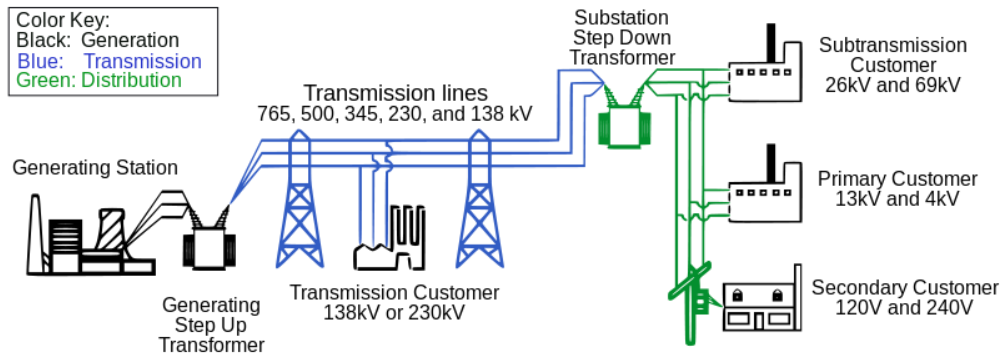 Color Key:
Black: Generation
Blue: Transmission
Green: Distribution
Substation
Step Down
Transformer
Subtransmission
Customer
26kV and 69kV
Transmission lines
765, 500, 345, 230, and 138 kV
Generating Station
Primary Customer
13kV and 4kV
Generating
Step Up
Transformer
Transmission Customer
138kV or 230kV
Secondary Customer
120V and 240V